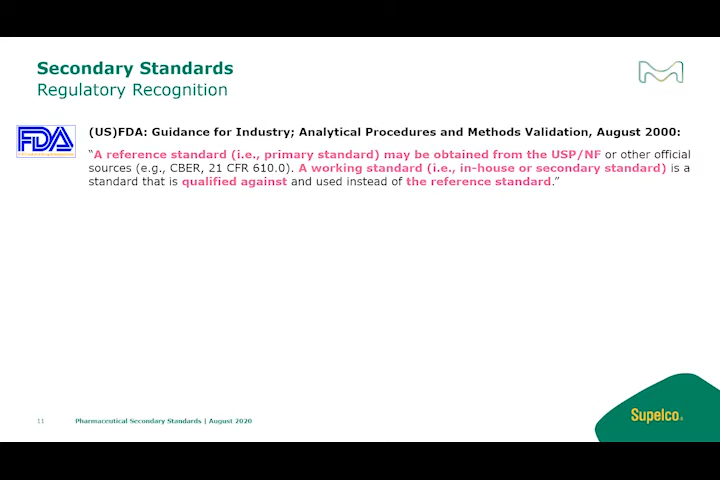 Secondary Standards
Regulatory Recognition
FDA
(US)FDA: Guidance for Industry; Analytical Procedures and Methods Validation, August 2000:
“A reference standard (i.e., primary standard) may be obtained from the USP/NF or other official
sources (e.g., CBER, 21 CFR 610.0). A working standard (i.e., in-house or secondary standard) is a
standard that is qualified against and used instead of the reference standard.”
Supelco
11 Pharmaceutical Secondary Standards | August 2020